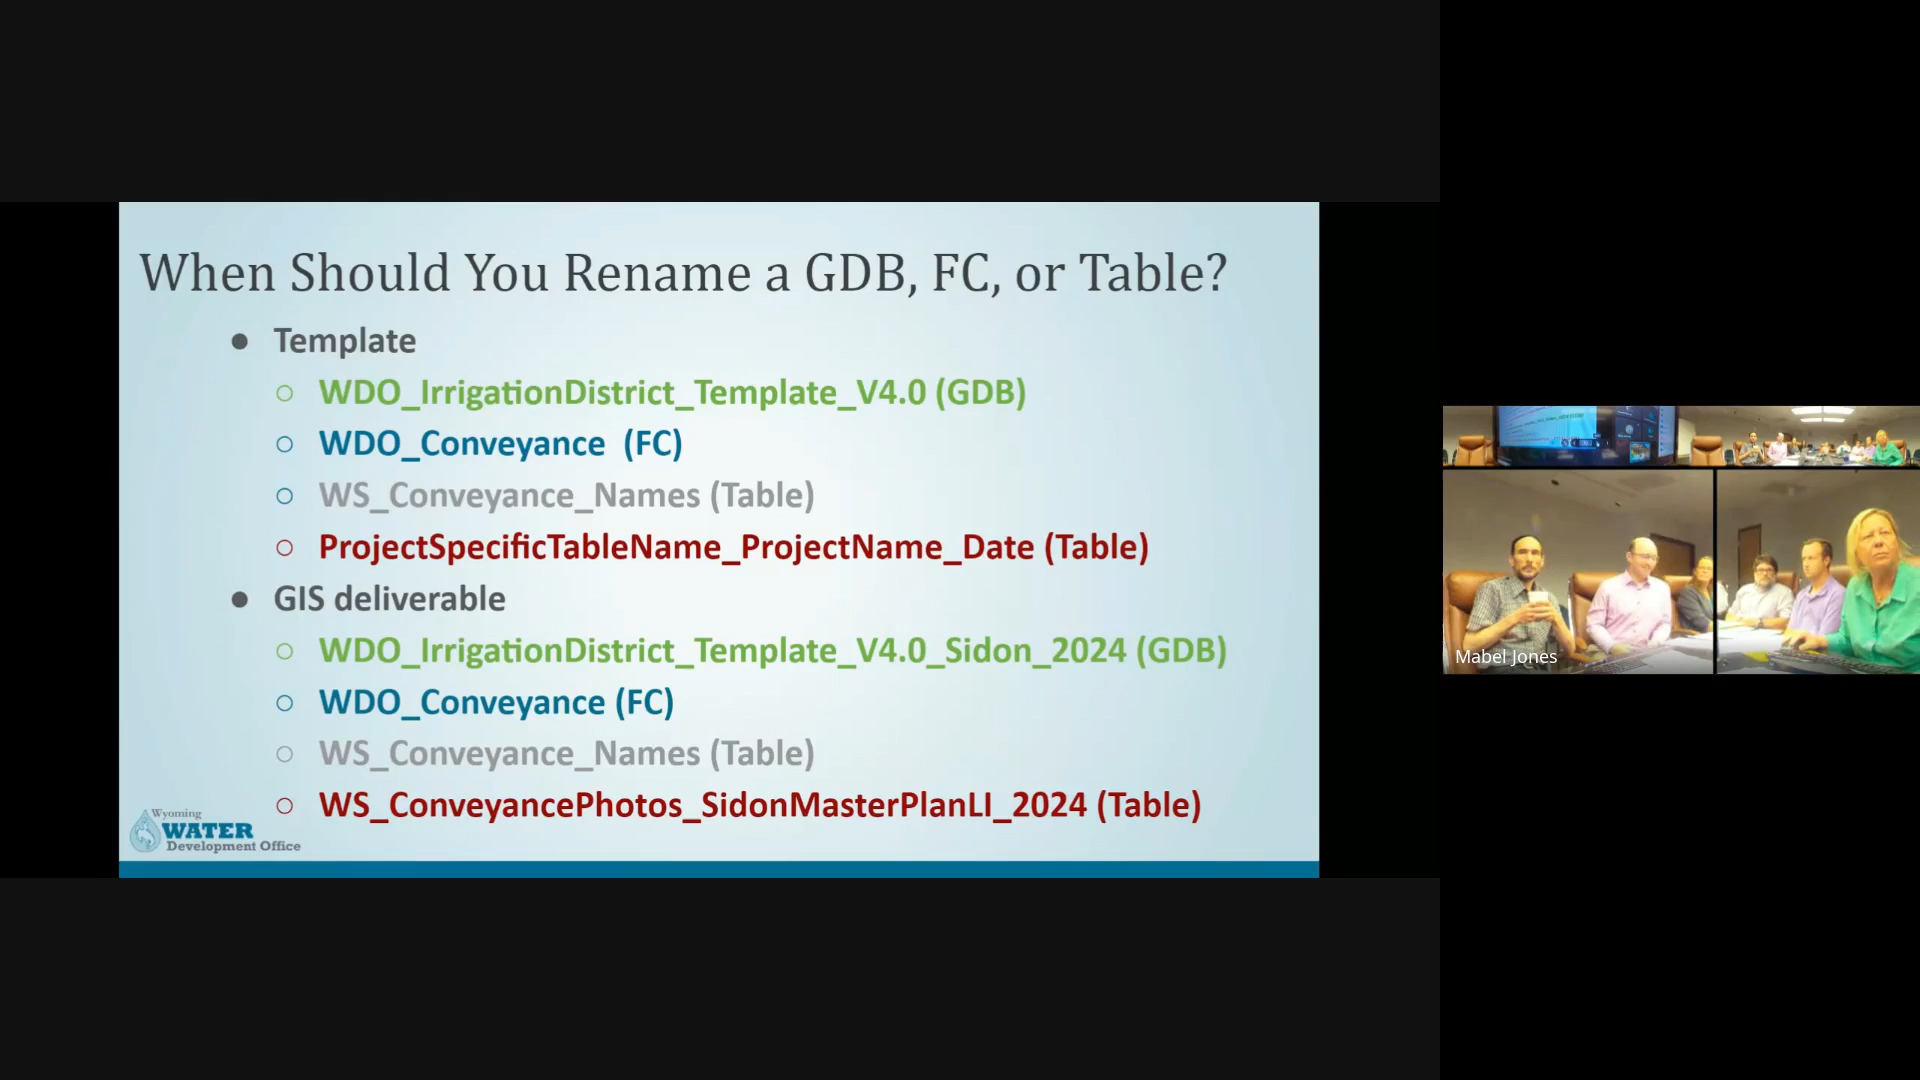 When Should You Rename a GDB, FC, or Table?
● Template
○ WDO_IrrigationDistrict_Template_V4.0 (GDB)
○ WDO_Conveyance (FC)
○ WS_Conveyance_Names (Table)
○ ProjectSpecificTableName_ProjectName_Date (Table)
● GIS deliverable
○ WDO_IrrigationDistrict_Template_V4.0_Sidon_2024 (GDB)
○ WDO_Conveyance (FC)
○ WS_Conveyance_Names (Table)
○ WS_ConveyancePhotos_SidonMasterPlanLI_2024 (Table)
Wyoming
WATER
Development Office
Mabel Jones